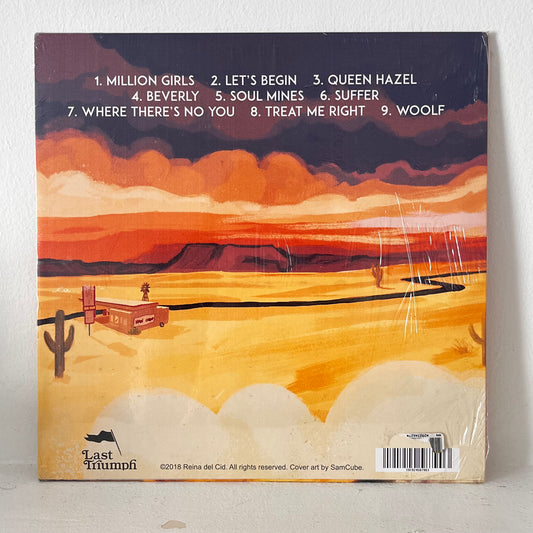 1. MILLION GIRLS 2. LET'S BEGIN 3. QUEEN HAZEL
4. BEVERLY 5. SOUL MINES 6. SUFFER
7. WHERE THERE'S NO YOU 8. TREAT ME RIGHT 9. WOOLF
Last
Triumph
©2018 Reina del Cid. All rights reserved. Cover art by SamCube.